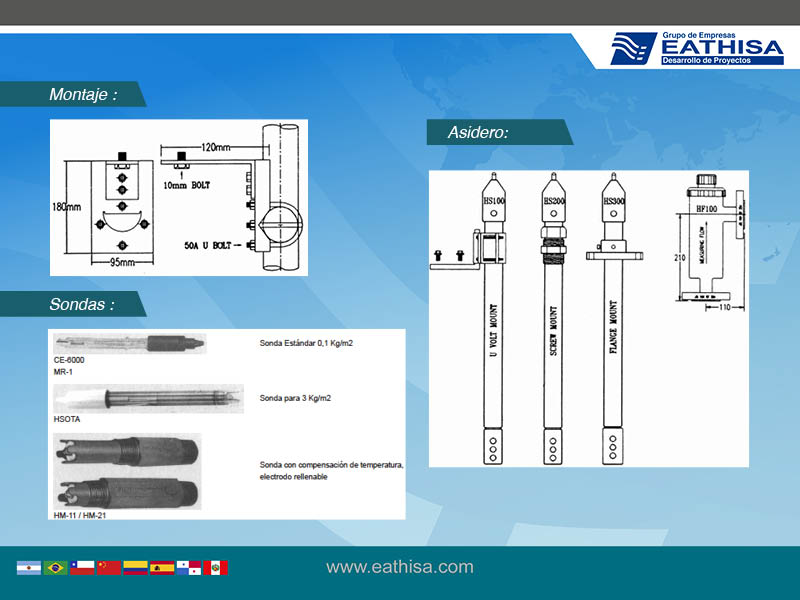 Grupo de Empresas
EATHISA
Desarrollo de Proyectos
Montaje :
120mm
10mm BOLT
180mm
50A U BOLT
95mm
Asidero:
HS100
HS200
HS300
HF100
MEASURING FLOW
210
110
U VOLT MOUNT
SCREW MOUNT
FLANGE MOUNT
Sondas :
Sonda Estándar 0,1 Kg/m2
CE-6000
MR-1
Sonda para 3 Kg/m2
HSOTA
Sonda con compensación de temperatura,
electrodo rellenable
HM-11 / HM-21
www.eathisa.com